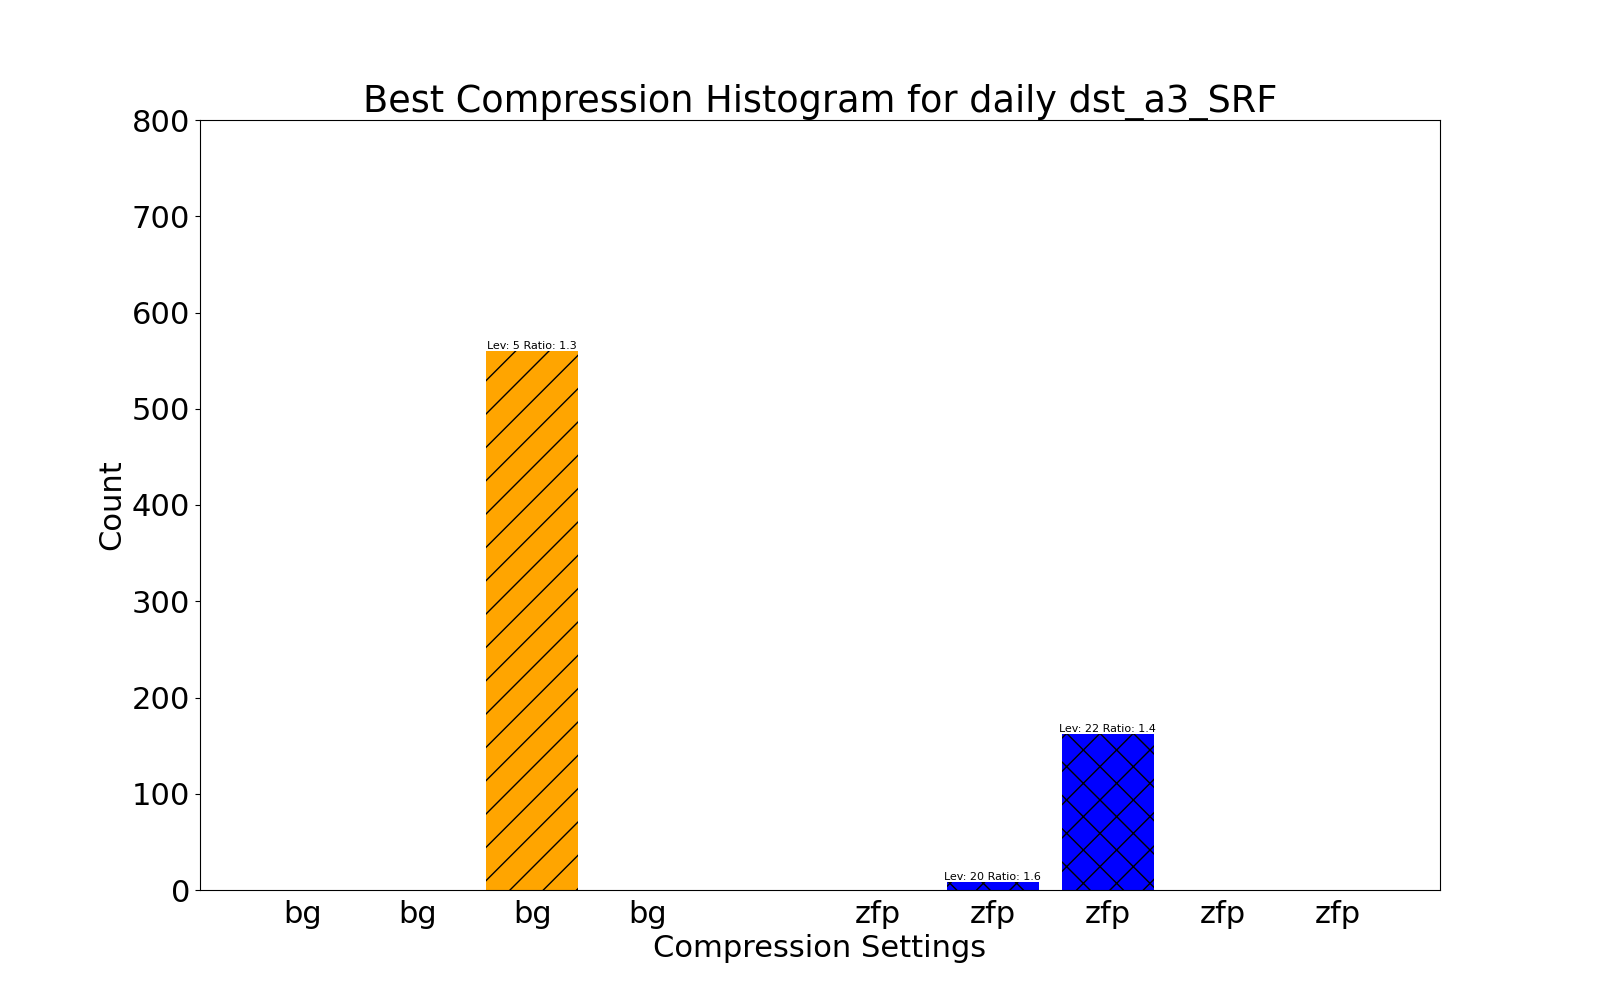 Best Compression Histogram for daily dst_a3_SRF
800
700
600
500
400
300
200
100
0
Count
Lev: 5 Ratio: 1.3
Lev: 20 Ratio: 1.6
Lev: 22 Ratio: 1.4
bg bg bg bg zfp zfp zfp zfp zfp
Compression Settings